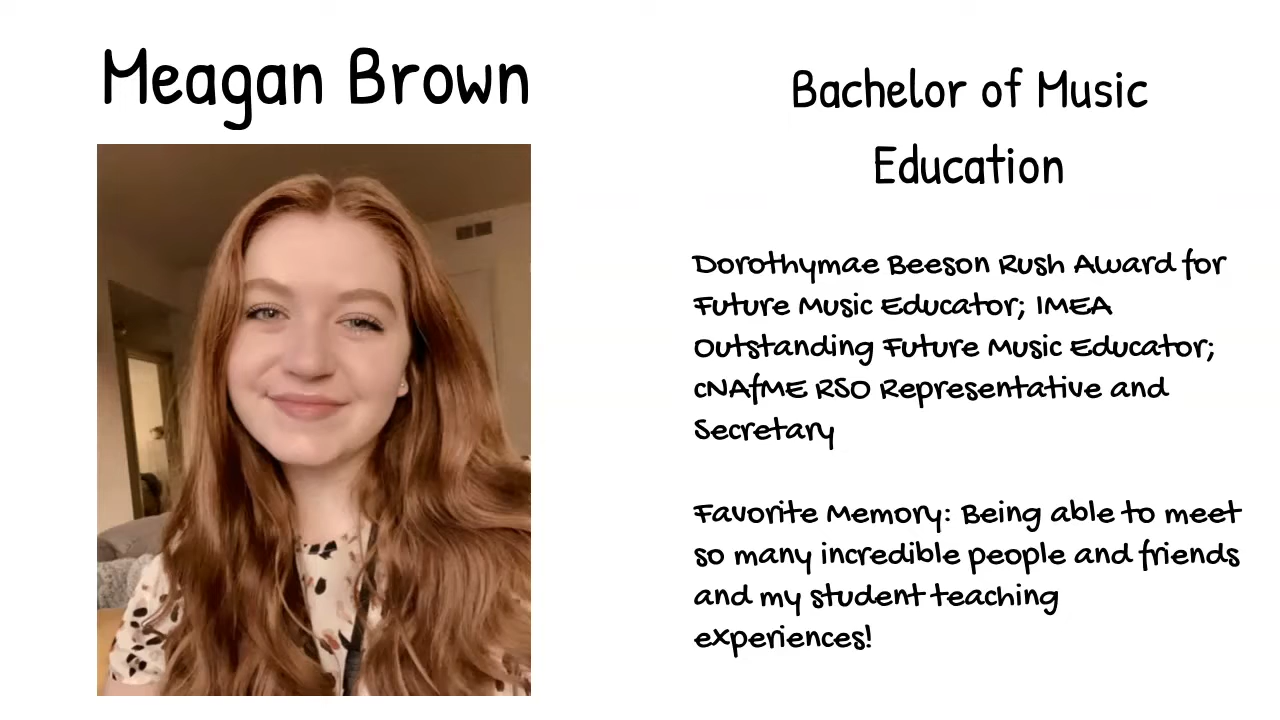 Meagan Brown
Bachelor of Music
Education
Dorothymae Beeson Rush Award for
Future Music Educator; IMEA
Outstanding Future Music Educator;
cNAfME RSO Representative and
Secretary
Favorite Memory: Being able to meet
so many incredible people and friends
and my student teaching
experiences!